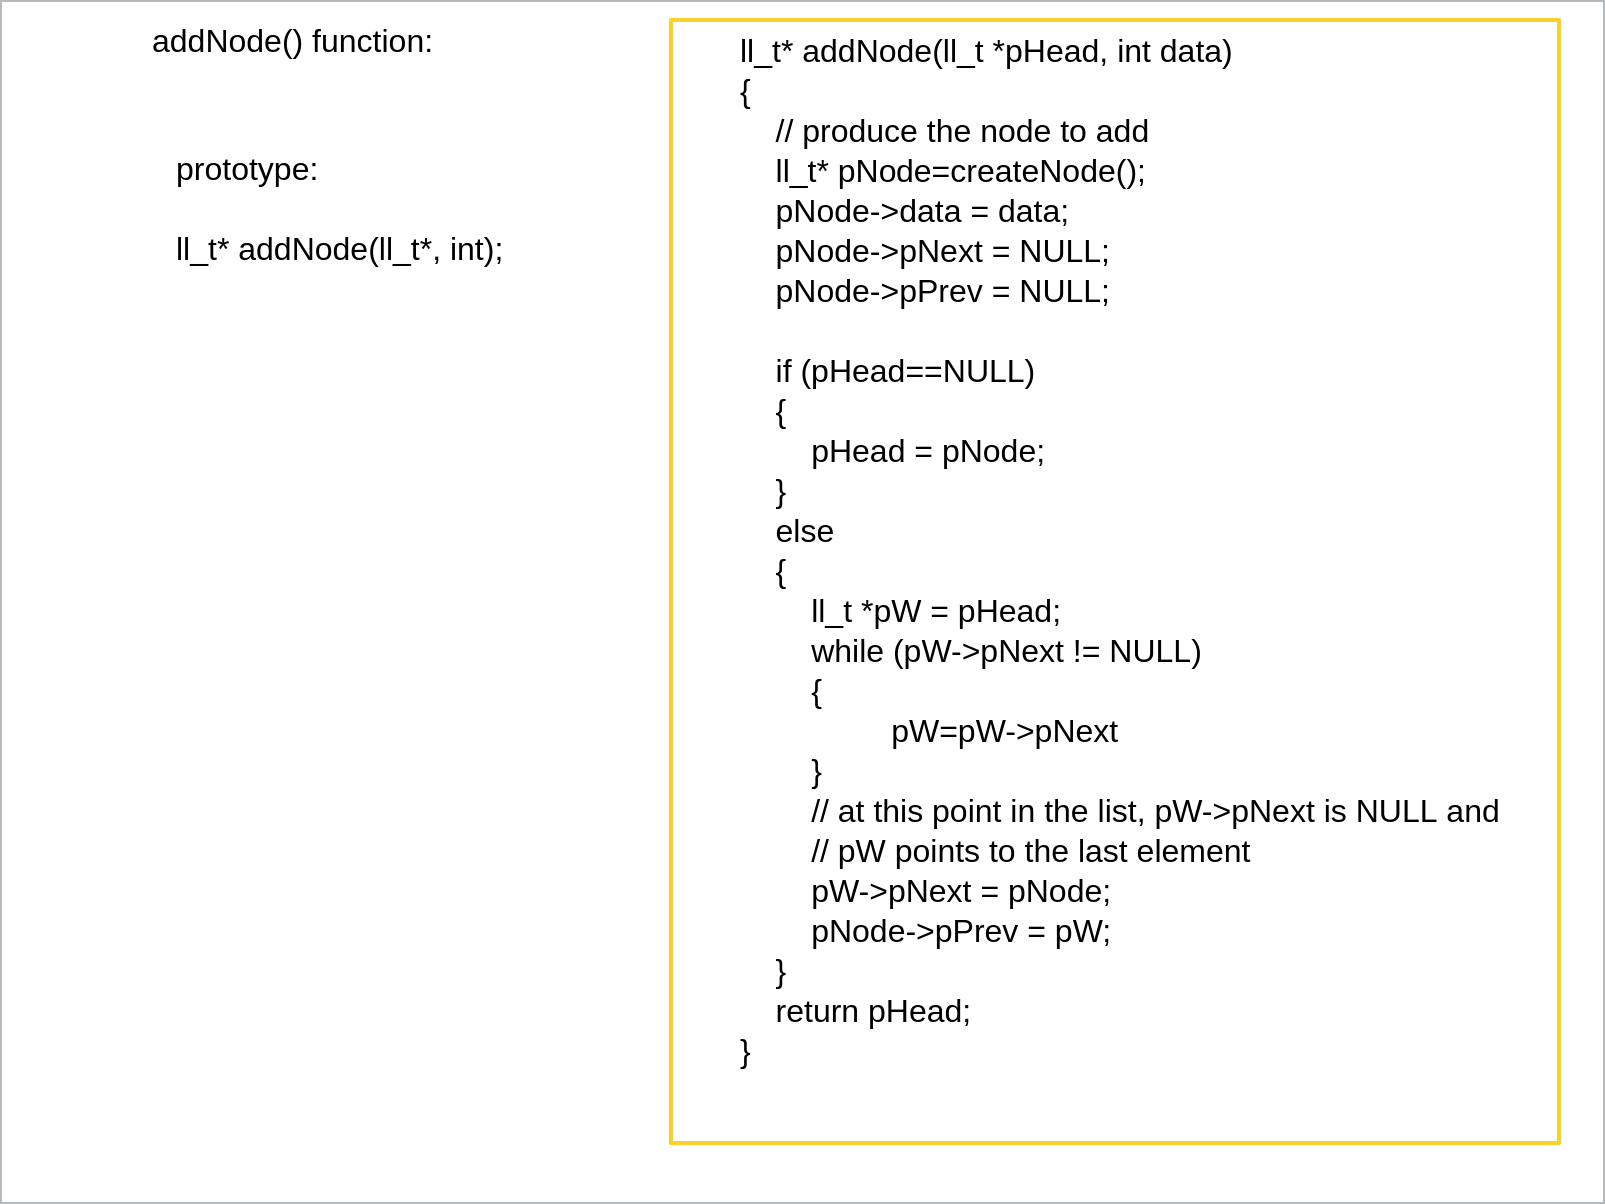 addNode() function:
prototype:
ll_t* addNode(ll_t*, int);
ll_t* addNode(ll_t *pHead, int data)
{
// produce the node to add
ll_t* pNode=createNode();
pNode->data = data;
pNode->pNext = NULL;
pNode->pPrev = NULL;
if (pHead==NULL)
{
pHead = pNode;
}
else
{
ll_t *pW = pHead;
while (pW->pNext != NULL)
{
pW=pW->pNext
}
// at this point in the list, pW->pNext is NULL and
// pW points to the last element
pW->pNext = pNode;
pNode->pPrev = pW;
}
return pHead;
}